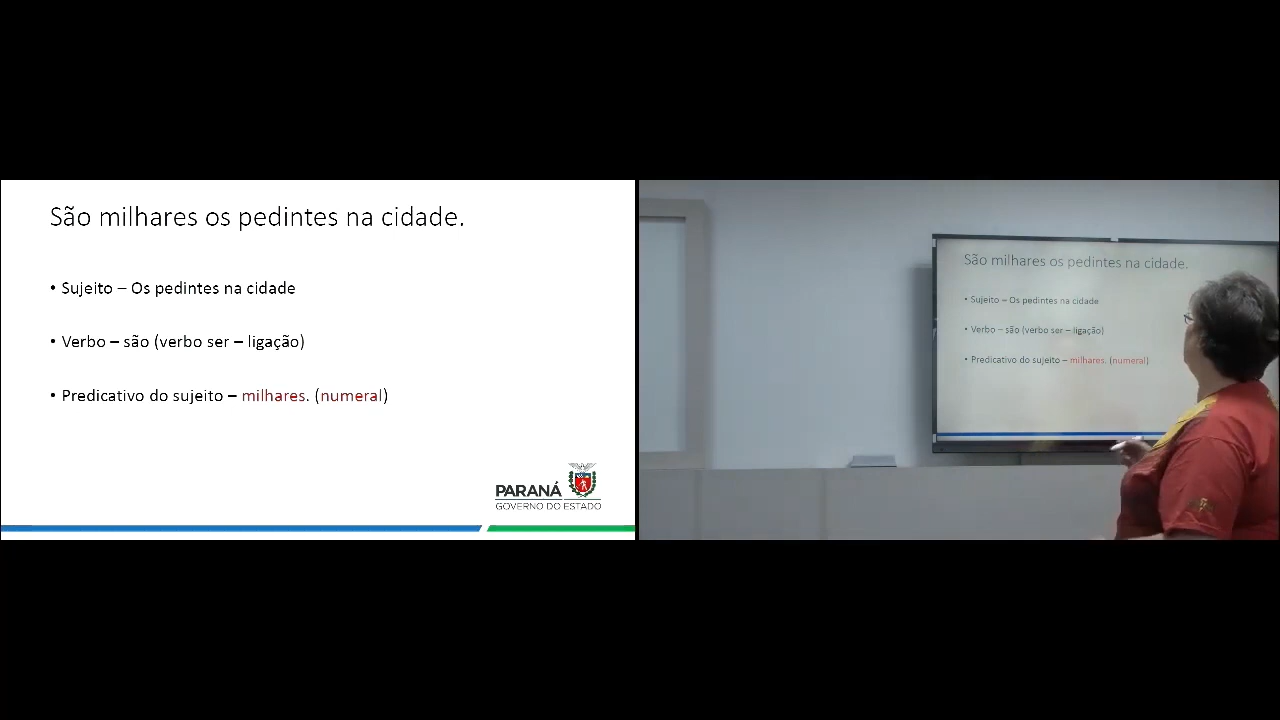 São milhares os pedintes na cidade.
• Sujeito – Os pedintes na cidade
• Verbo – são (verbo ser – ligação)
• Predicativo do sujeito – milhares. (numeral)
PARANÁ
GOVERNO DO ESTADO
São milhares os pedintes na cidade.
• Sujeito – Os pedintes na cidade
• Verbo – são (verbo ser – ligação)
• Predicativo do sujeito – milhares. (numeral)